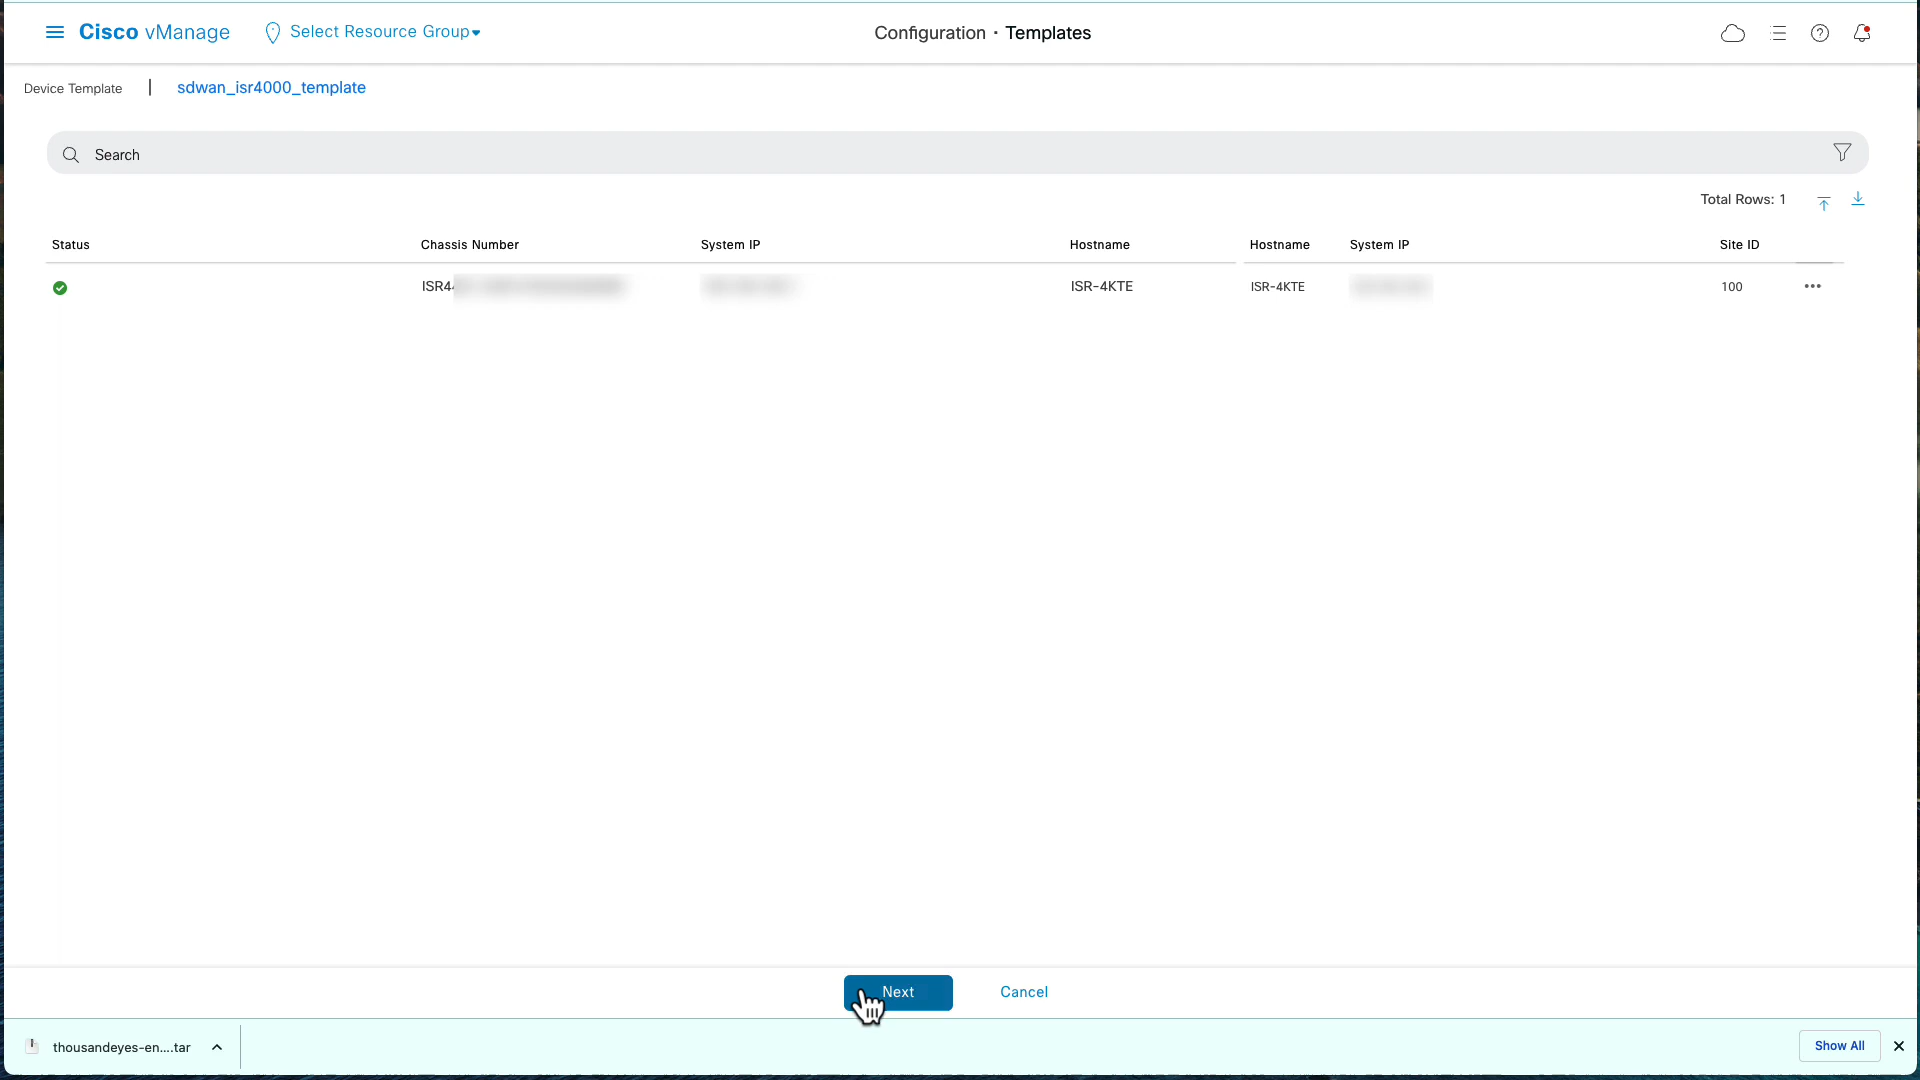 Cisco vManage Select Resource Group Configuration · Templates
Device Template | sdwan_isr4000_template
Search
Total Rows: 1
Status Chassis Number System IP Hostname Hostname System IP Site ID
ISR4 ISR-4KTE ISR-4KTE 100 •••
Next Cancel
thousandeyes-en....tar Show All